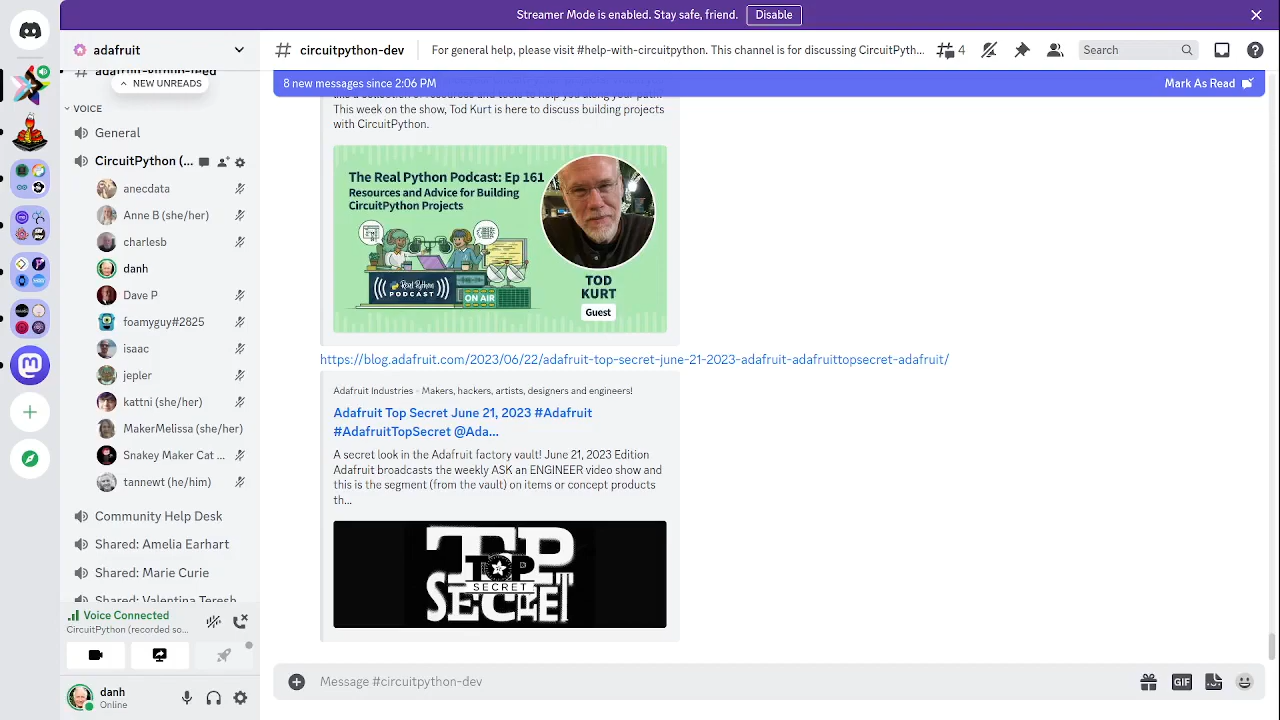 Streamer Mode is enabled. Stay safe, friend.
Disable
adafruit
NEW UNREADS
VOICE
General
CircuitPython (...
anecdata
Anne B (she/her)
charlesb
danh
Dave P
foamyguy#2825
isaac
jepler
kattni (she/her)
MakerMelissa (she/her)
Snakey Maker Cat ...
tannewt (he/him)
Community Help Desk
Shared: Amelia Earhart
Shared: Marie Curie
Shared: Valentina Teresh
Voice Connected
CircuitPython (recorded so...
danh
Online
# circuitpython-dev
For general help, please visit #help-with-circuitpython. This channel is for discussing CircuitPyth...
4
Search
8 new messages since 2:06 PM
Mark As Read
This week on the show, Tod Kurt is here to discuss building projects
with CircuitPython.
The Real Python Podcast: Ep 161
Resources and Advice for Building
CircuitPython Projects
Real Python
PODCAST
ON AIR
TOD
KURT
Guest
https://blog.adafruit.com/2023/06/22/adafruit-top-secret-june-21-2023-adafruit-adafruittopsecret-adafruit/
Adafruit Industries - Makers, hackers, artists, designers and engineers!
Adafruit Top Secret June 21, 2023 #Adafruit
#AdafruitTopSecret @Ada...
A secret look in the Adafruit factory vault! June 21, 2023 Edition
Adafruit broadcasts the weekly ASK an ENGINEER video show and
this is the segment (from the vault) on items or concept products
th...
TOP
SECRET
TOP
SECRET
Message #circuitpython-dev
GIF